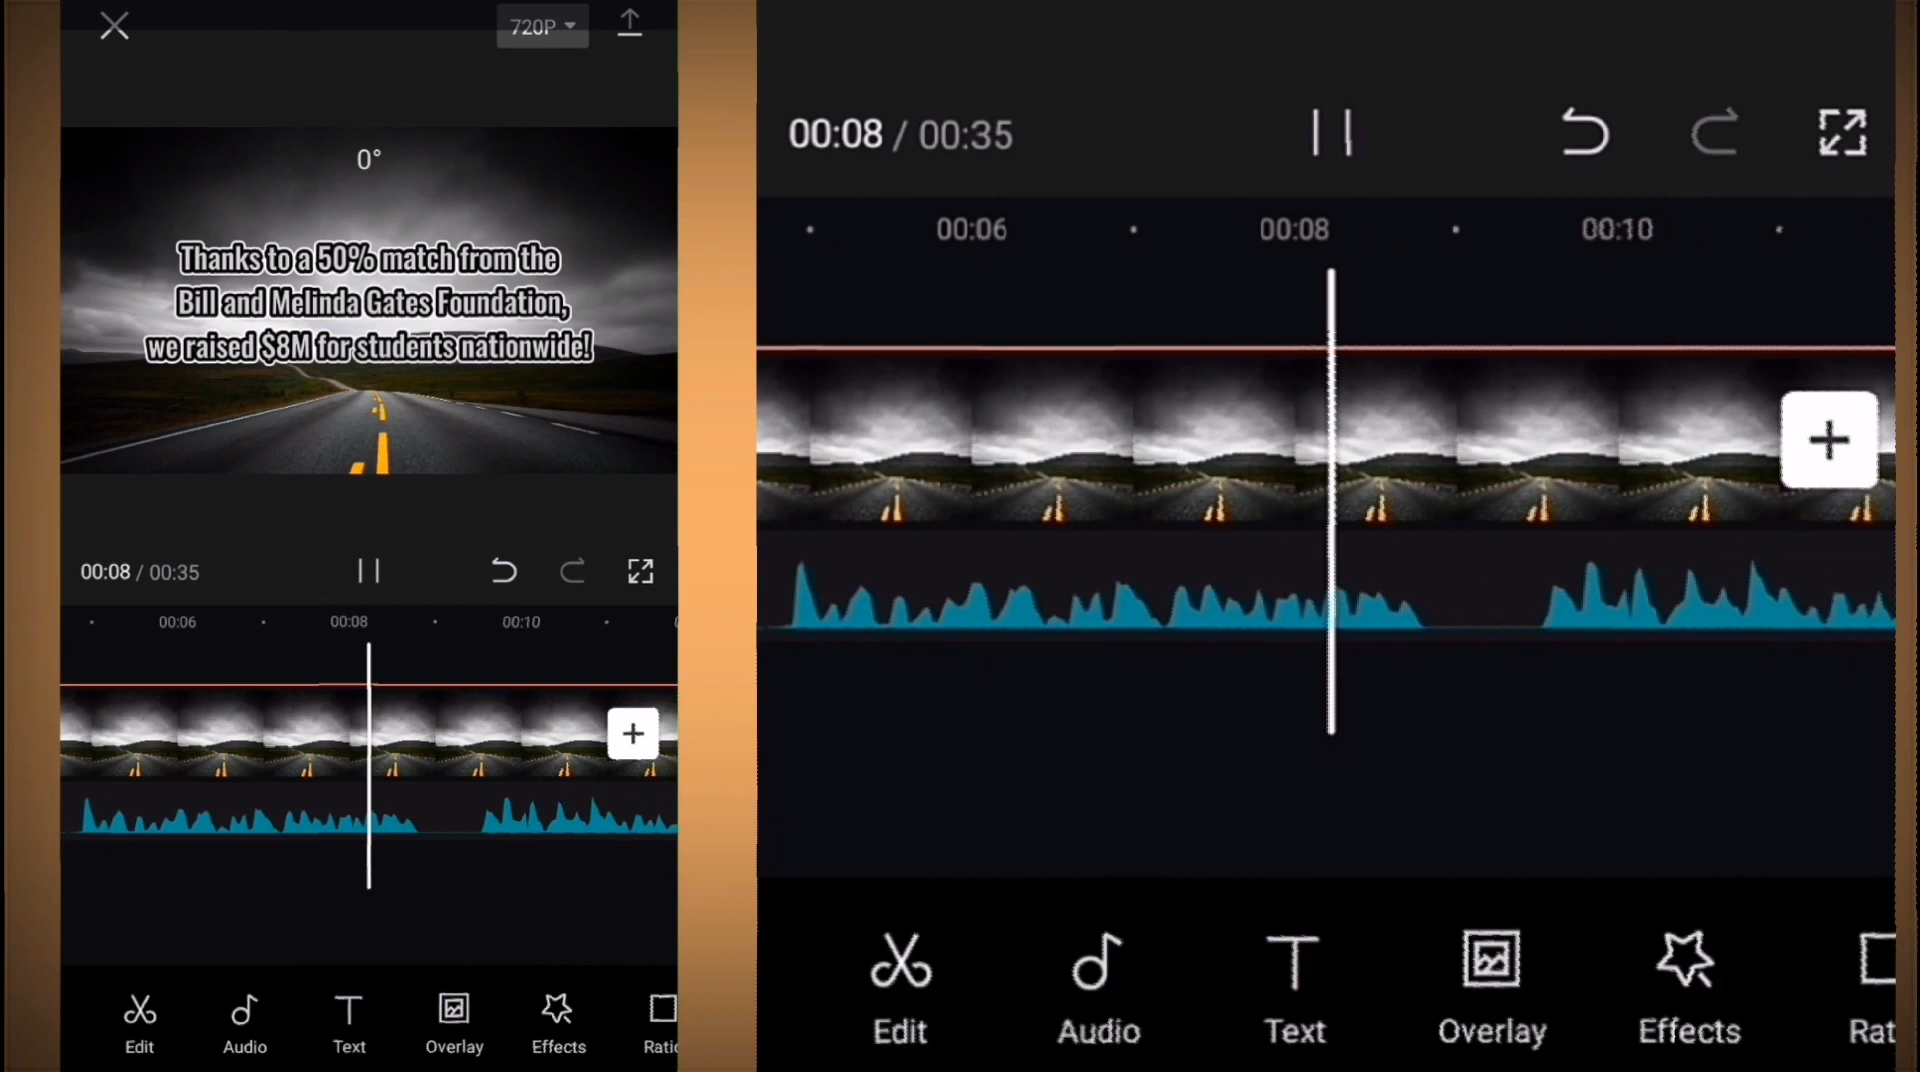 720P
0°
Thanks to a 50% match from the
Bill and Melinda Gates Foundation,
we raised $8M for students nationwide!
00:08 / 00:35
00:06 00:08 00:10
Edit Audio Text Overlay Effects Ratio
00:08 / 00:35
00:06 00:08 00:10
Edit Audio Text Overlay Effects Rat